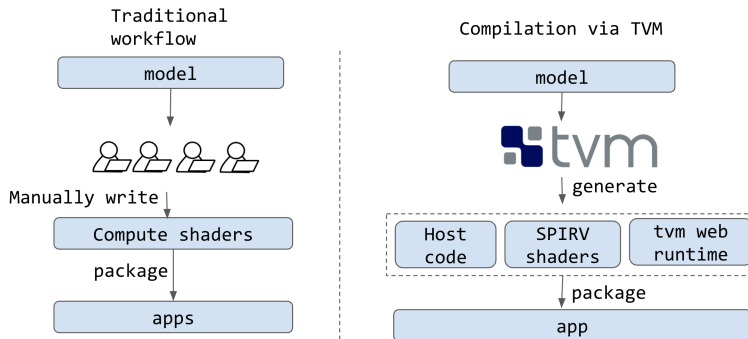 Traditional
workflow
model
Manually write
Compute shaders
package
apps
Compilation via TVM
model
tvm
generate
Host
code
SPIRV
shaders
tvm web
runtime
package
app